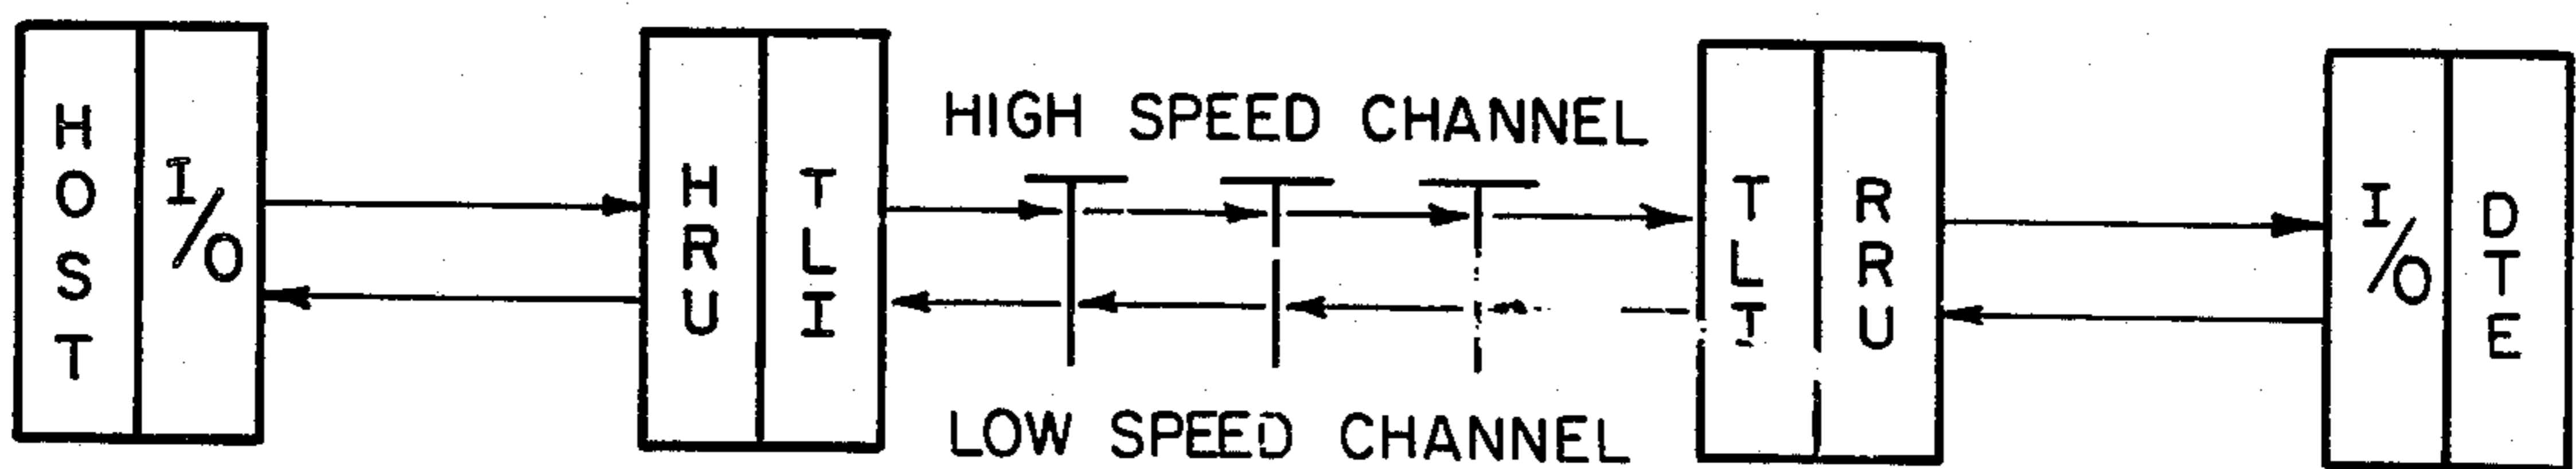 HOST
I/O
HRU
TLI
HIGH SPEED CHANNEL
LOW SPEED CHANNEL
TLT
RRU
I/O
DTE